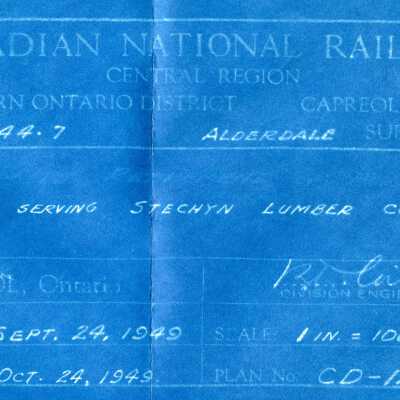 ADIAN NATIONAL RAIL
CENTRAL REGION
RN ONTARIO DISTRICT CAPREOL
44.7 ALDERDALE SU
SERVING STECHYN LUMBER C
OL, Ontario
DIVISION ENGI
SEPT. 24, 1949 SCALE: 1 IN. = 10
OCT. 24, 1949. PLAN No. CD-1